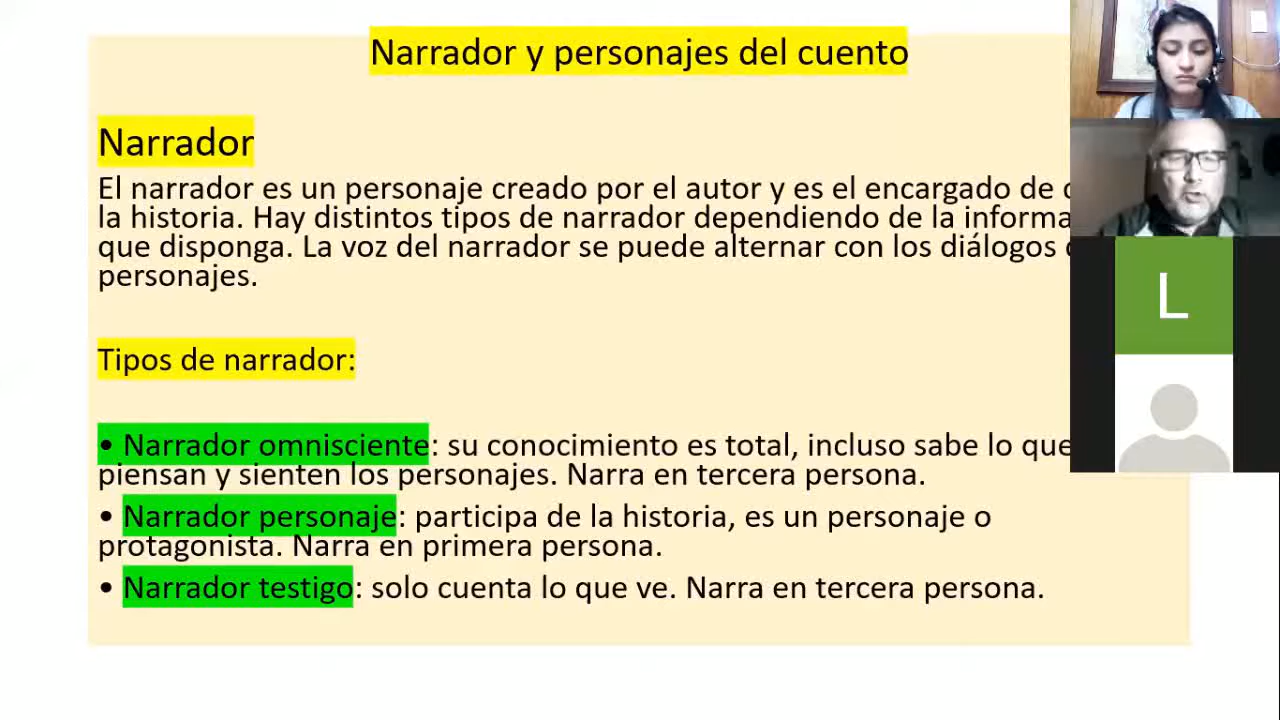 Narrador y personajes del cuento
Narrador
El narrador es un personaje creado por el autor y es el encargado de
la historia. Hay distintos tipos de narrador dependiendo de la
que disponga. La voz del narrador se puede alternar con los diálogos
personajes.
Tipos de narrador:
• Narrador omnisciente: su conocimiento es total, incluso sabe lo que
piensan y sienten los personajes. Narra en tercera persona.
• Narrador personaje: participa de la historia, es un personaje o
protagonista. Narra en primera persona.
• Narrador testigo: solo cuenta lo que ve. Narra en tercera persona.
L